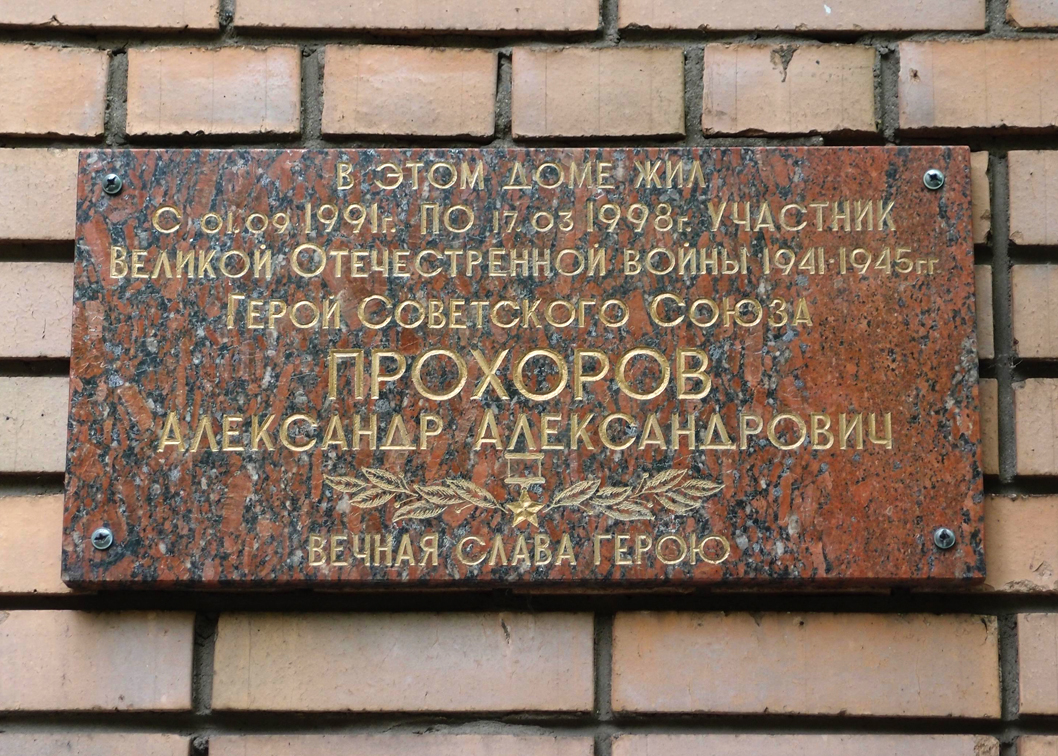 В ЭТОМ ДОМЕ ЖИЛ
С 01.09 1991г. ПО 17.03 1998г. УЧАСТНИК
ВЕЛИКОЙ ОТЕЧЕСТРЕННОЙ ВОЙНЫ 1941-1945гг
ГЕРОЙ СОВЕТСКОГО СОЮЗА
ПРОХОРОВ
АЛЕКСАНДР АЛЕКСАНДРОВИЧ
ВЕЧНАЯ СЛАВА ГЕРОЮ